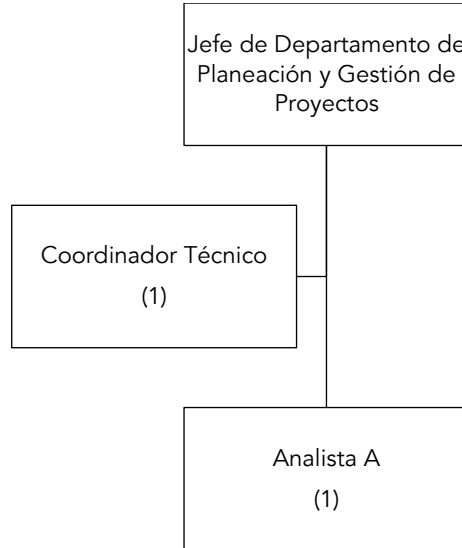 Jefe de Departamento de
Planeación y Gestión de
Proyectos
Coordinador Técnico
(1)
Analista A
(1)